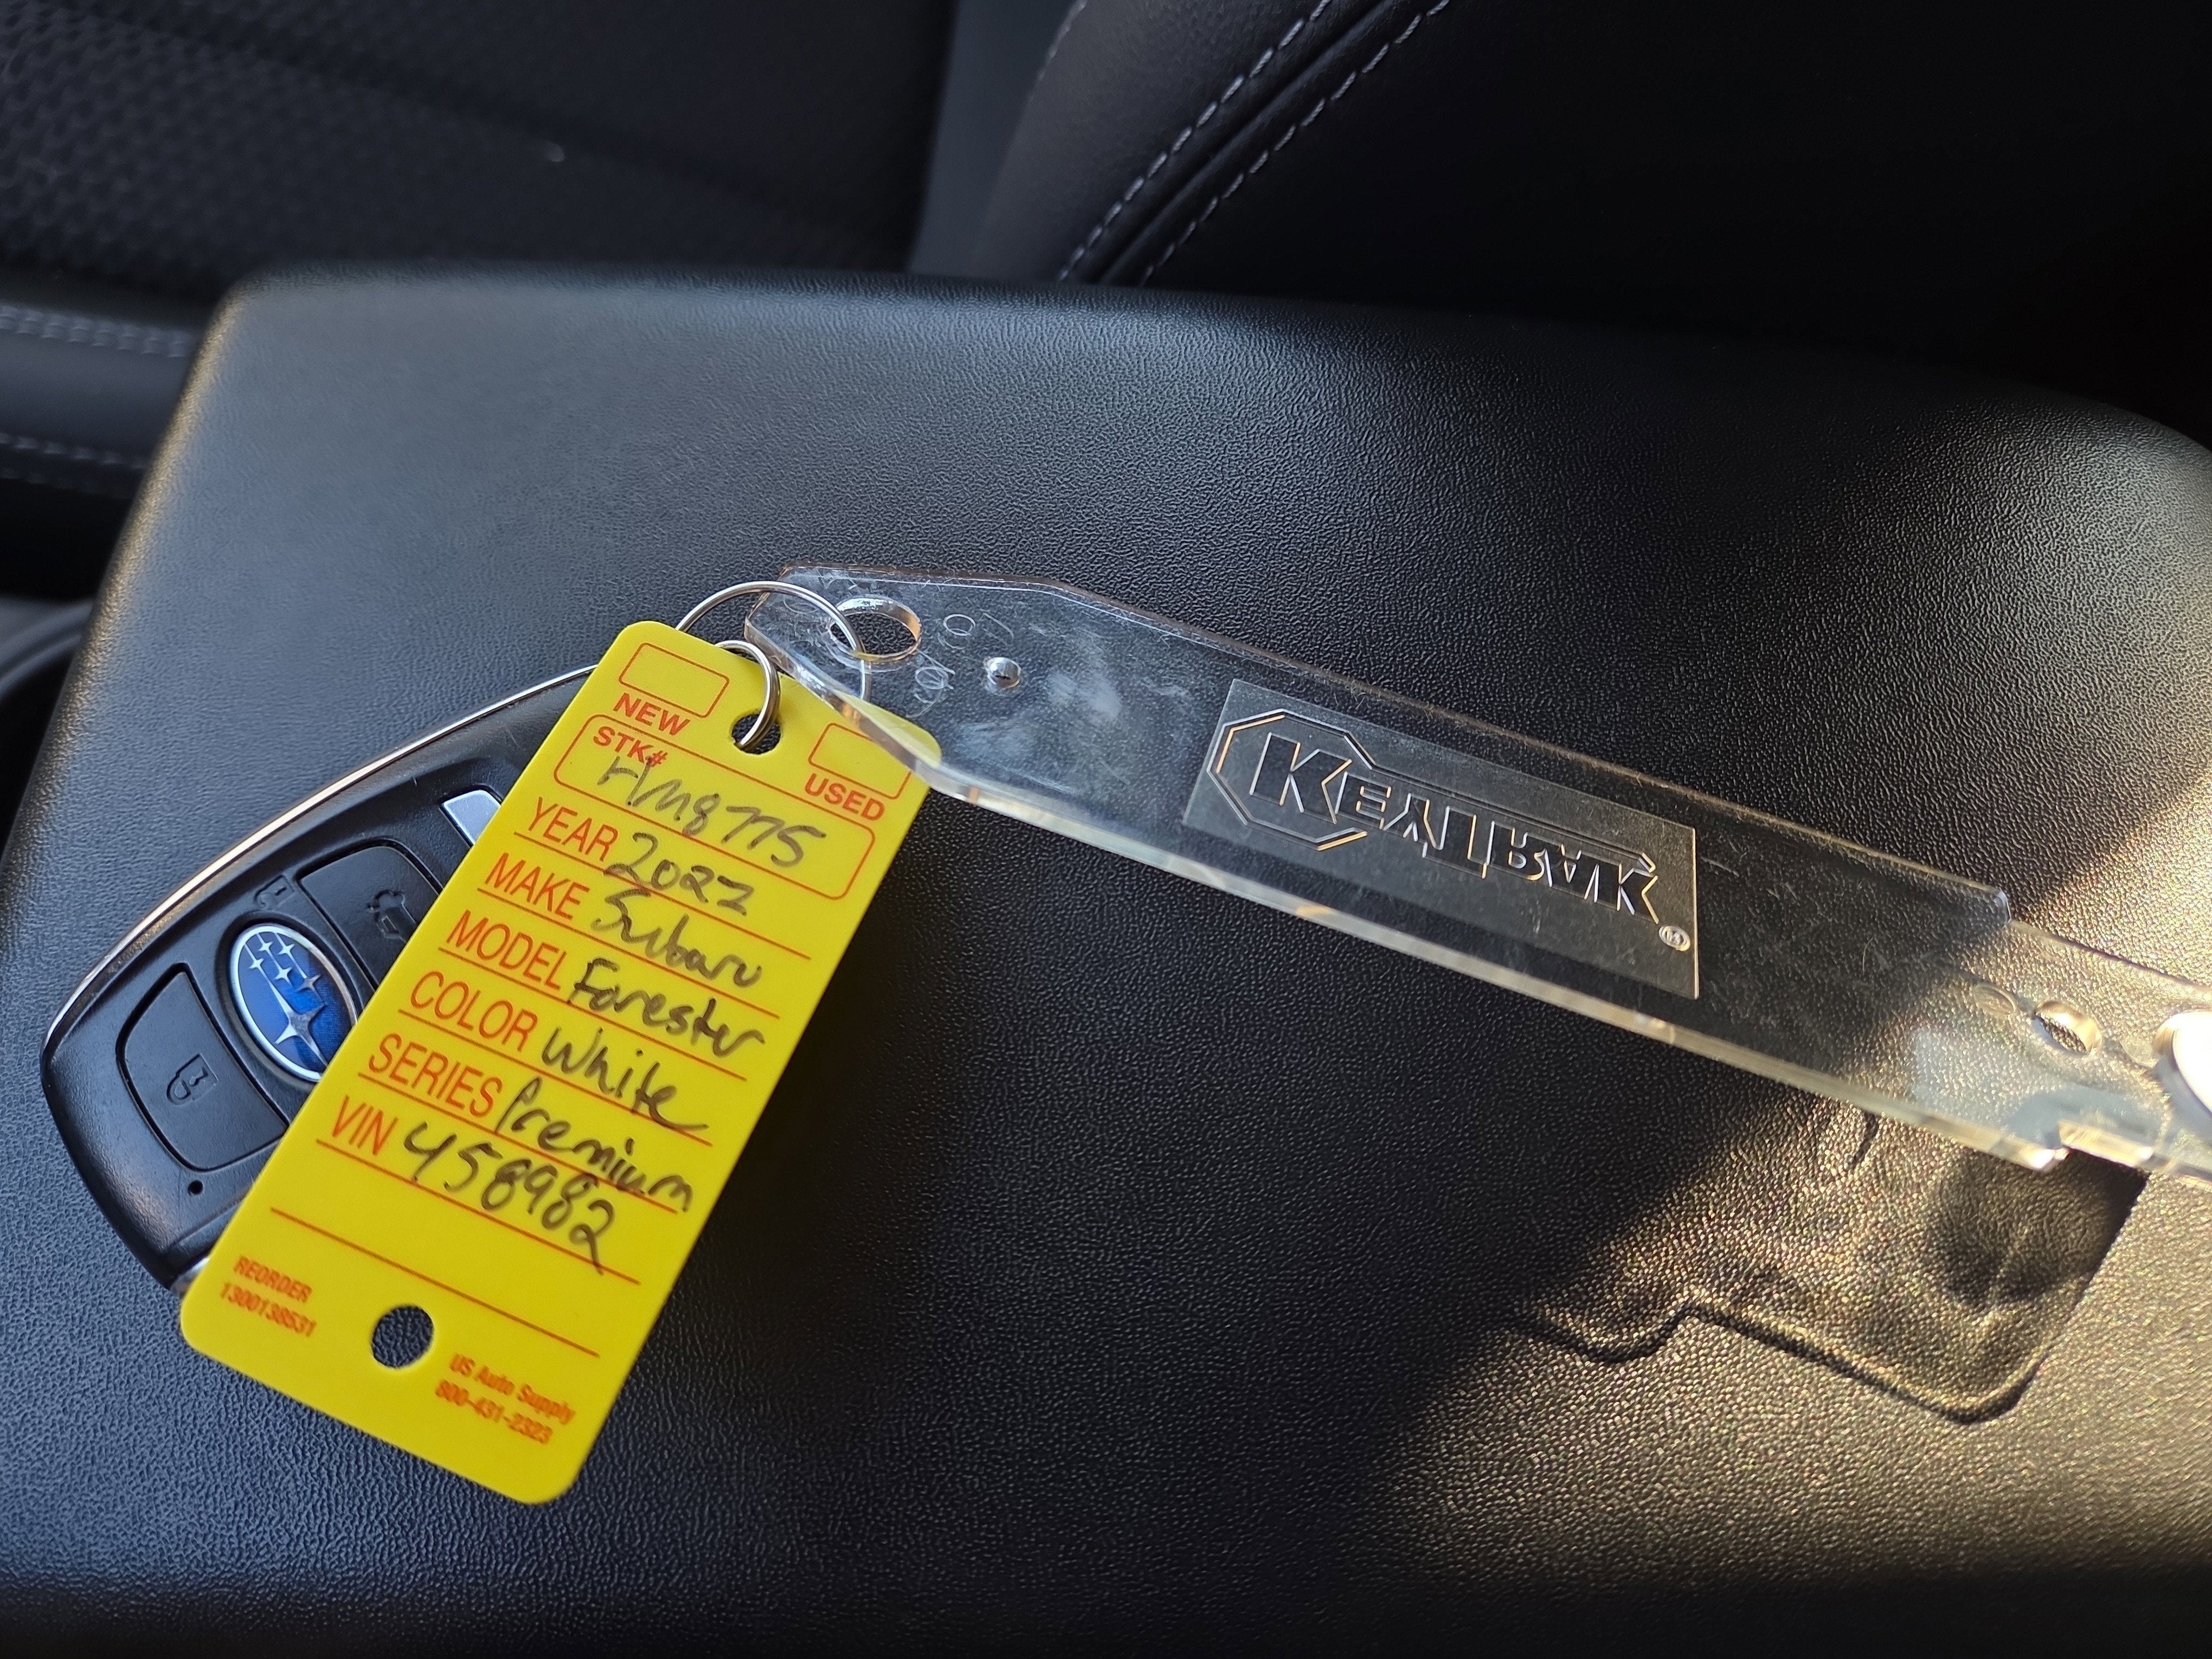 NEW
USED
STK# HM8775
YEAR 2022
MAKE Subaru
MODEL Forester
COLOR White
SERIES Premium
VIN 458982
REORDER
1300138531
US Auto Supply
800-431-2323
KEYTRAK®